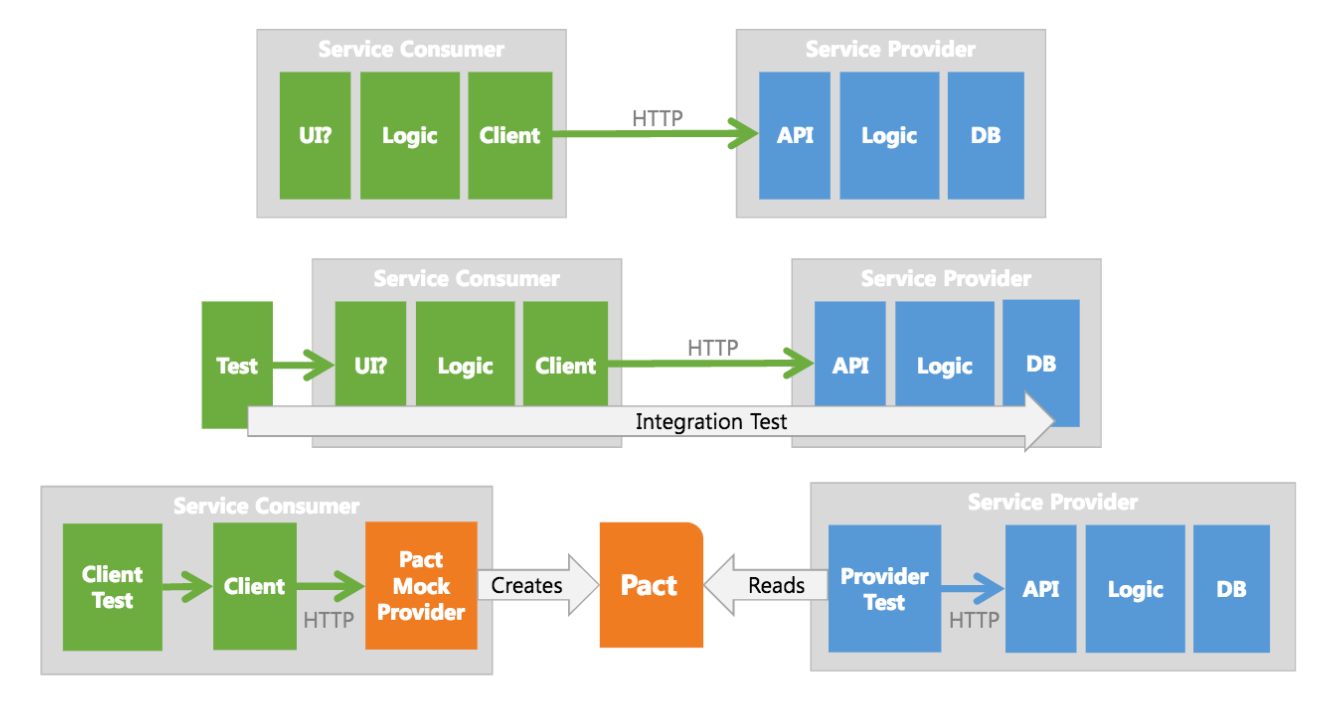 Service Consumer
Service Provider
UI?
Logic
Client
HTTP
API
Logic
DB
Service Consumer
Service Provider
Test
UI?
Logic
Client
HTTP
API
Logic
DB
Integration Test
Service Consumer
Service Provider
Client
Test
Client
HTTP
Pact
Mock
Provider
Creates
Pact
Reads
Provider
Test
HTTP
API
Logic
DB